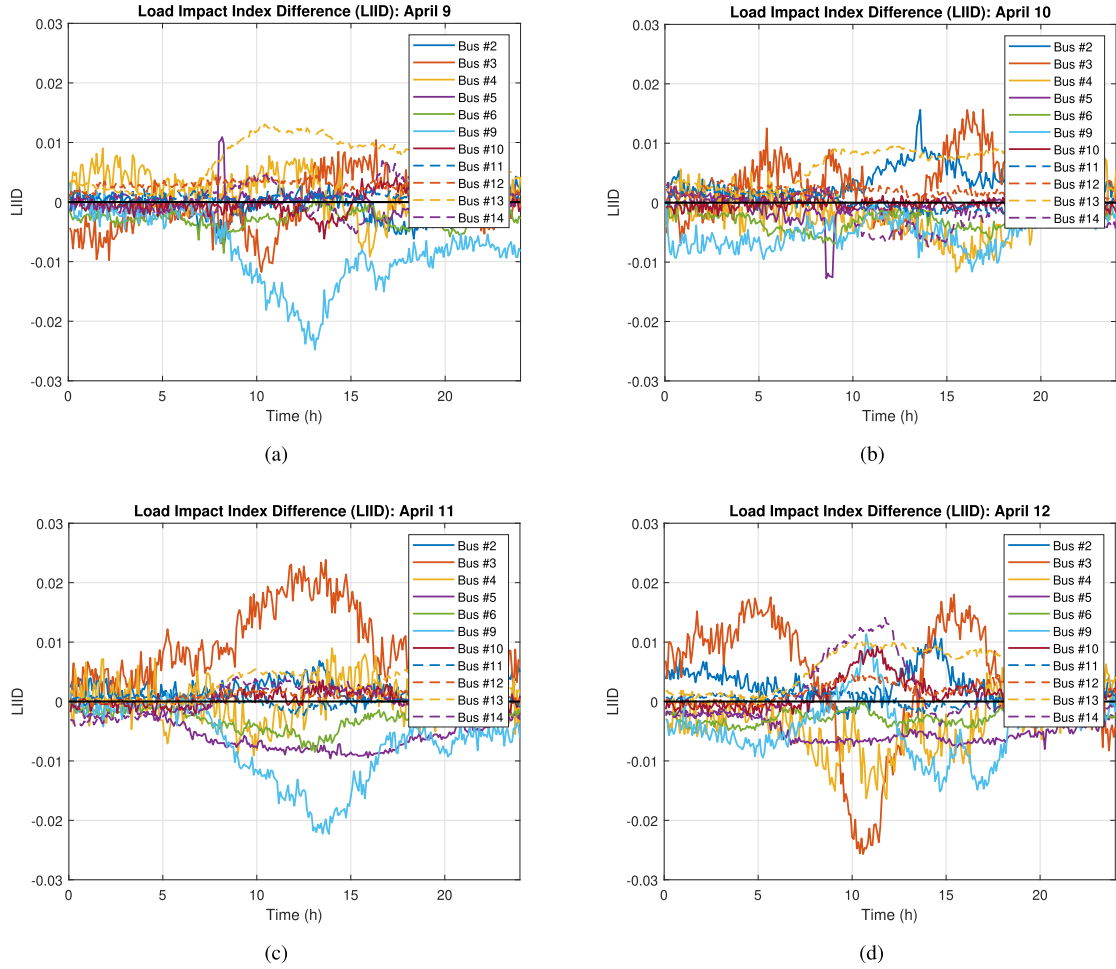 Load Impact Index Difference (LIID): April 9
0.03
0.02
0.01
0
-0.01
-0.02
-0.03
LIID
0 5 10 15 20
Time (h)
Bus #2
Bus #3
Bus #4
Bus #5
Bus #6
Bus #9
Bus #10
Bus #11
Bus #12
Bus #13
Bus #14
(a)
Load Impact Index Difference (LIID): April 10
0.03
0.02
0.01
0
-0.01
-0.02
-0.03
LIID
0 5 10 15 20
Time (h)
Bus #2
Bus #3
Bus #4
Bus #5
Bus #6
Bus #9
Bus #10
Bus #11
Bus #12
Bus #13
Bus #14
(b)
Load Impact Index Difference (LIID): April 11
0.03
0.02
0.01
0
-0.01
-0.02
-0.03
LIID
0 5 10 15 20
Time (h)
Bus #2
Bus #3
Bus #4
Bus #5
Bus #6
Bus #9
Bus #10
Bus #11
Bus #12
Bus #13
Bus #14
(c)
Load Impact Index Difference (LIID): April 12
0.03
0.02
0.01
0
-0.01
-0.02
-0.03
LIID
0 5 10 15 20
Time (h)
Bus #2
Bus #3
Bus #4
Bus #5
Bus #6
Bus #9
Bus #10
Bus #11
Bus #12
Bus #13
Bus #14
(d)